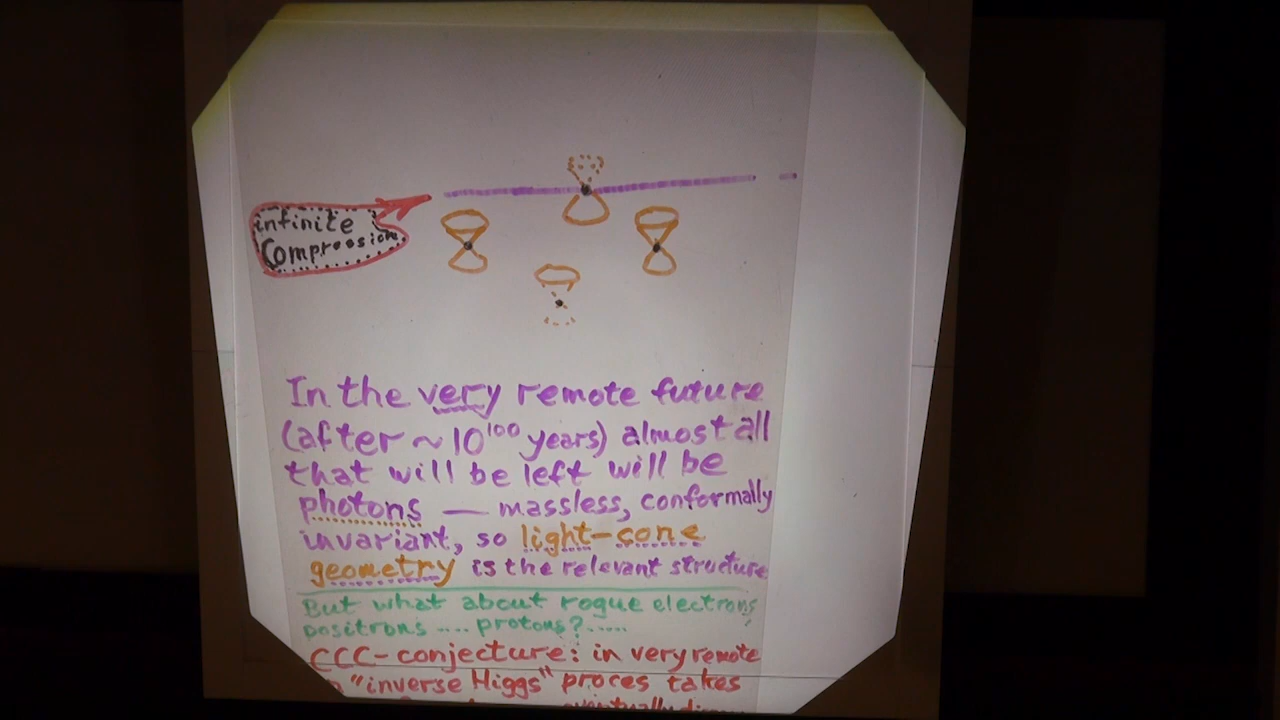 infinite
Compression
In the very remote future
(after ~10¹⁰⁰ years) almost all
that will be left will be
photons — massless, conformally
invariant, so light-cone
geometry is the relevant structure
But what about rogue electrons
positrons .... protons? .....
CCC-conjecture: in very remote
"inverse Higgs" proces takes
eventually